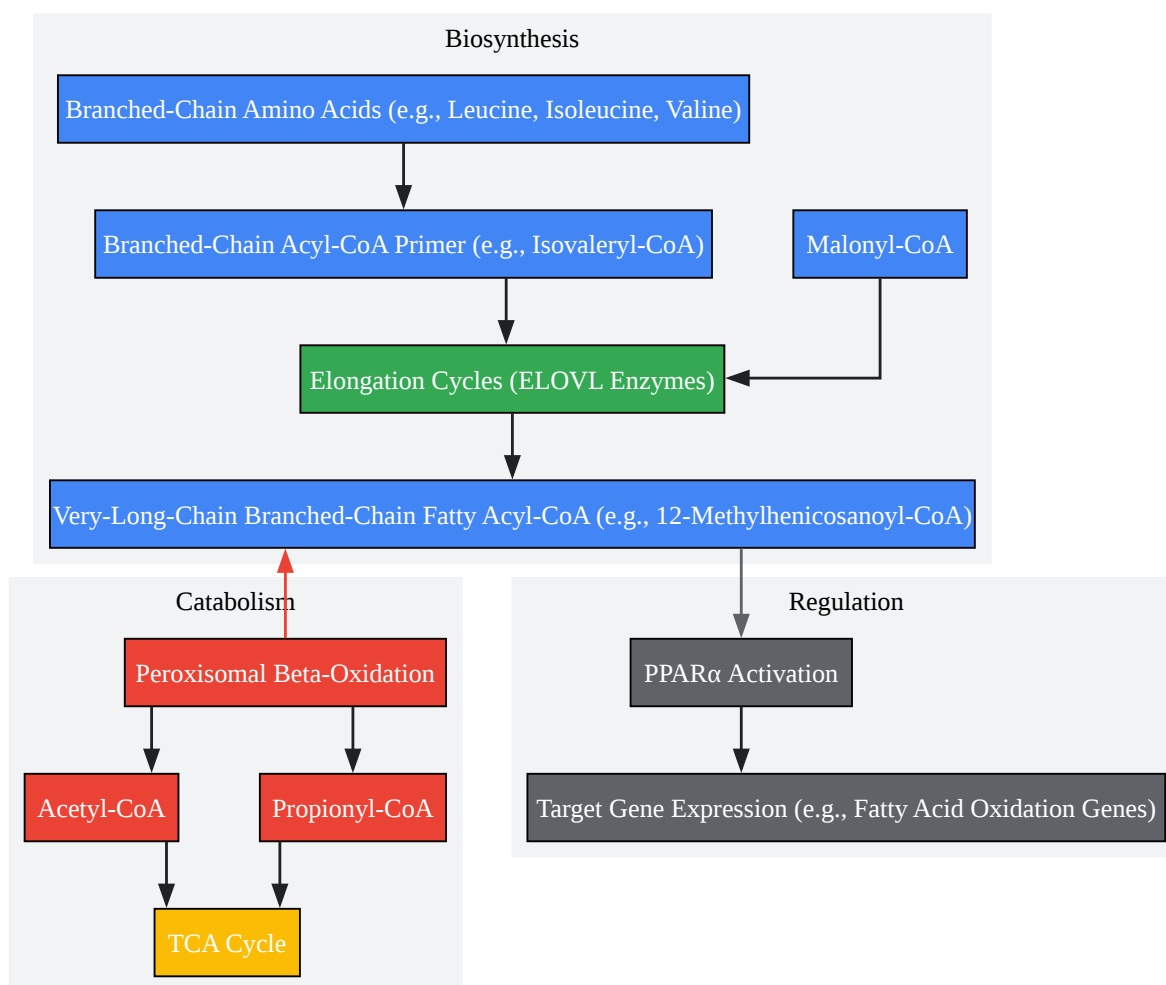 Biosynthesis
Branched-Chain Amino Acids (e.g., Leucine, Isoleucine, Valine)
Branched-Chain Acyl-CoA Primer (e.g., Isovaleryl-CoA)
Malonyl-CoA
Elongation Cycles (ELOVL Enzymes)
Very-Long-Chain Branched-Chain Fatty Acyl-CoA (e.g., 12-Methylhenicosanoyl-CoA)
Catabolism
Peroxisomal Beta-Oxidation
Acetyl-CoA
Propionyl-CoA
TCA Cycle
Regulation
PPARα Activation
Target Gene Expression (e.g., Fatty Acid Oxidation Genes)